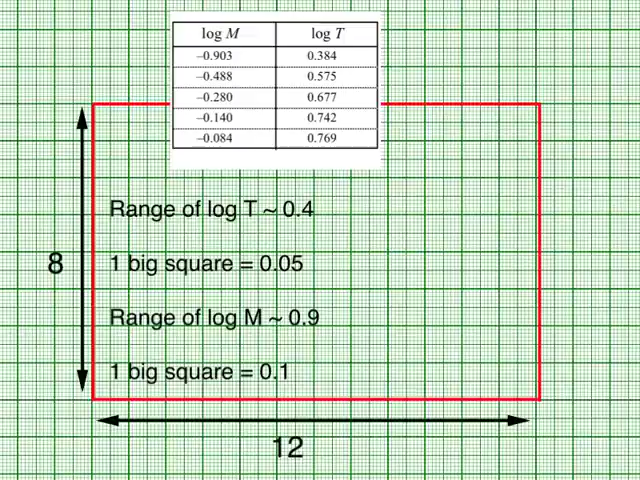 log M log T
–0.903 0.384
–0.488 0.575
–0.280 0.677
–0.140 0.742
–0.084 0.769
Range of log T ~ 0.4
8 1 big square = 0.05
Range of log M ~ 0.9
1 big square = 0.1
12